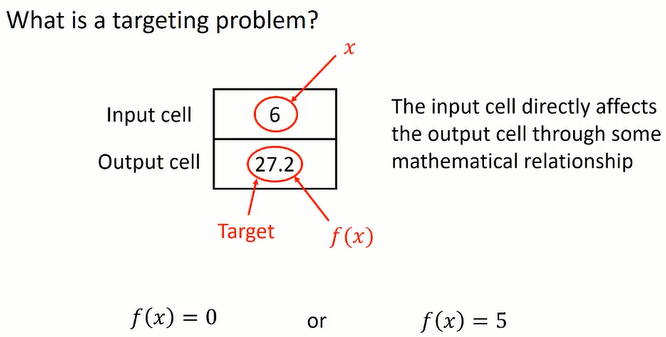 What is a targeting problem?
x
Input cell
6
The input cell directly affects
the output cell through some
mathematical relationship
Output cell
27.2
Target
f(x)
f(x) = 0
or
f(x) = 5